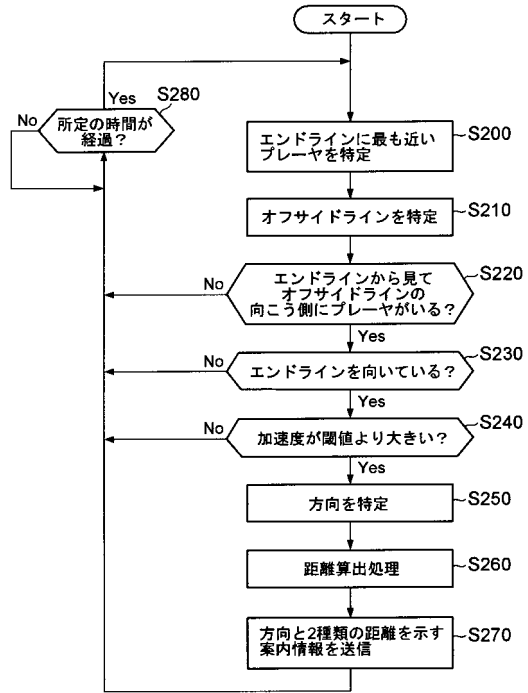 スタート
Yes
S280
No
所定の時間が
経過？
エンドラインに最も近い
プレーヤを特定
S200
オフサイドラインを特定
S210
No
エンドラインから見て
オフサイドラインの
向こう側にプレーヤがいる？
S220
Yes
No
エンドラインを向いている？
S230
Yes
No
加速度が閾値より大きい？
S240
Yes
方向を特定
S250
距離算出処理
S260
方向と2種類の距離を示す
案内情報を送信
S270